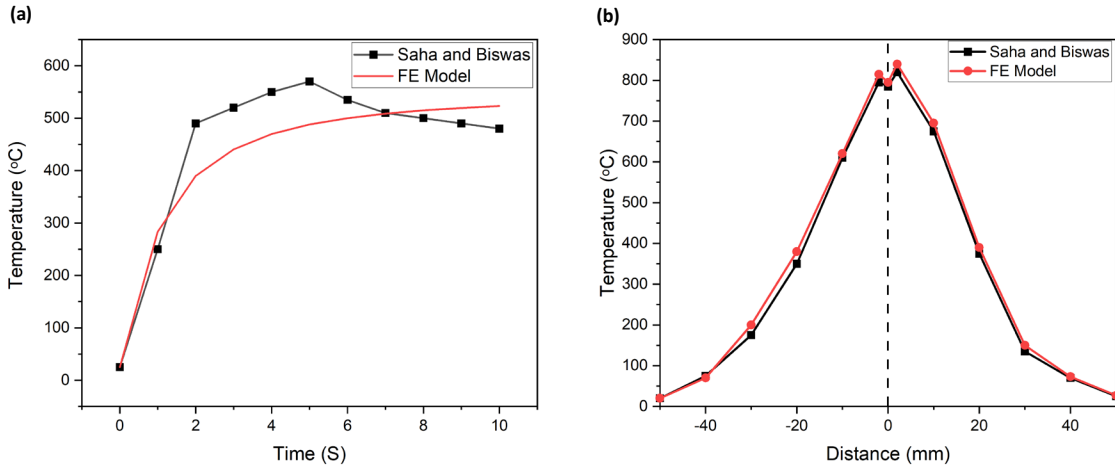 (a)
Saha and Biswas
FE Model
600
500
400
300
200
100
0
Temperature (oC)
0 2 4 6 8 10
Time (S)
(b)
Saha and Biswas
FE Model
900
800
700
600
500
400
300
200
100
0
Temperature (oC)
-40 -20 0 20 40
Distance (mm)